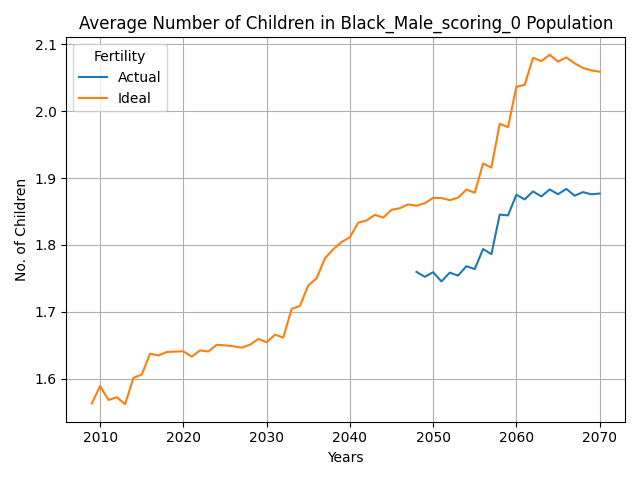 Average Number of Children in Black_Male_scoring_0 Population
Fertility
Actual
Ideal
No. of Children
2.1
2.0
1.9
1.8
1.7
1.6
2010 2020 2030 2040 2050 2060 2070
Years